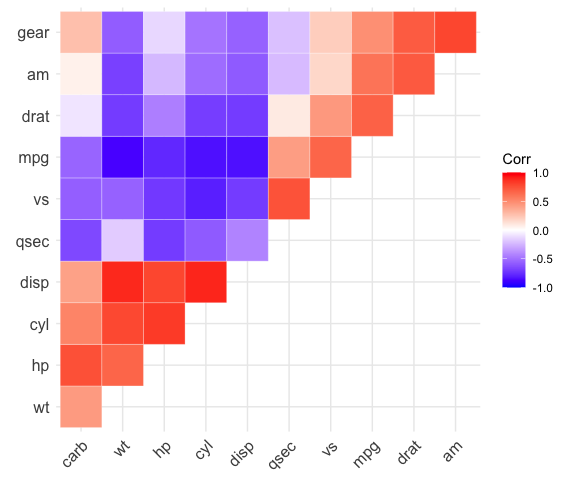 gear
am
drat
mpg
vs
qsec
disp
cyl
hp
wt
carb wt hp cyl disp qsec vs mpg drat am
Corr
1.0
0.5
0.0
-0.5
-1.0